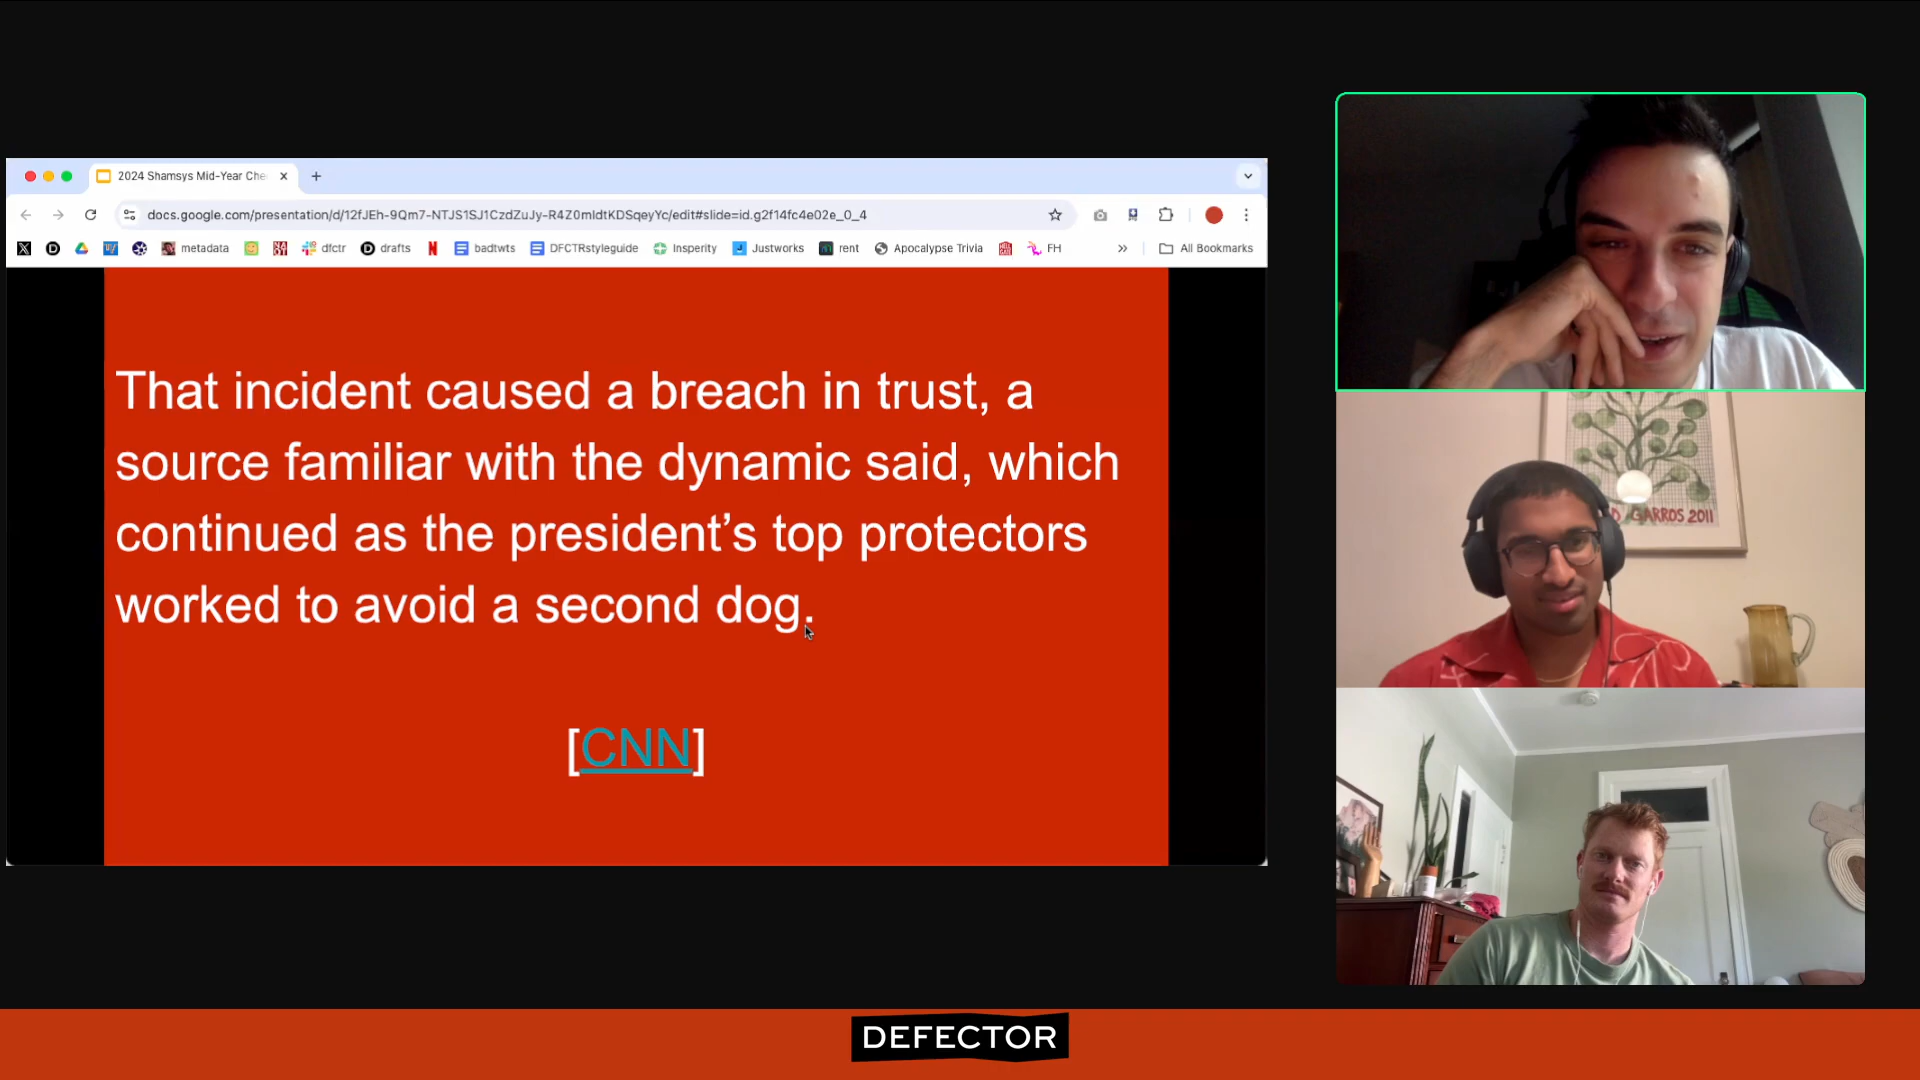 2024 Shamsys Mid-Year Che
docs.google.com/presentation/d/12fJEh-9Qm7-NTJS1SJ1CzdZuJy-R4Z0mIdtKDSqeyYc/edit#slide=id.g2f14fc4e02e_0_4
metadata dfctr drafts badtwts DFCTRstyleguide Insperity Justworks rent Apocalypse Trivia FH All Bookmarks
That incident caused a breach in trust, a
source familiar with the dynamic said, which
continued as the president’s top protectors
worked to avoid a second dog.
[CNN]
GARROS 2011
DEFECTOR